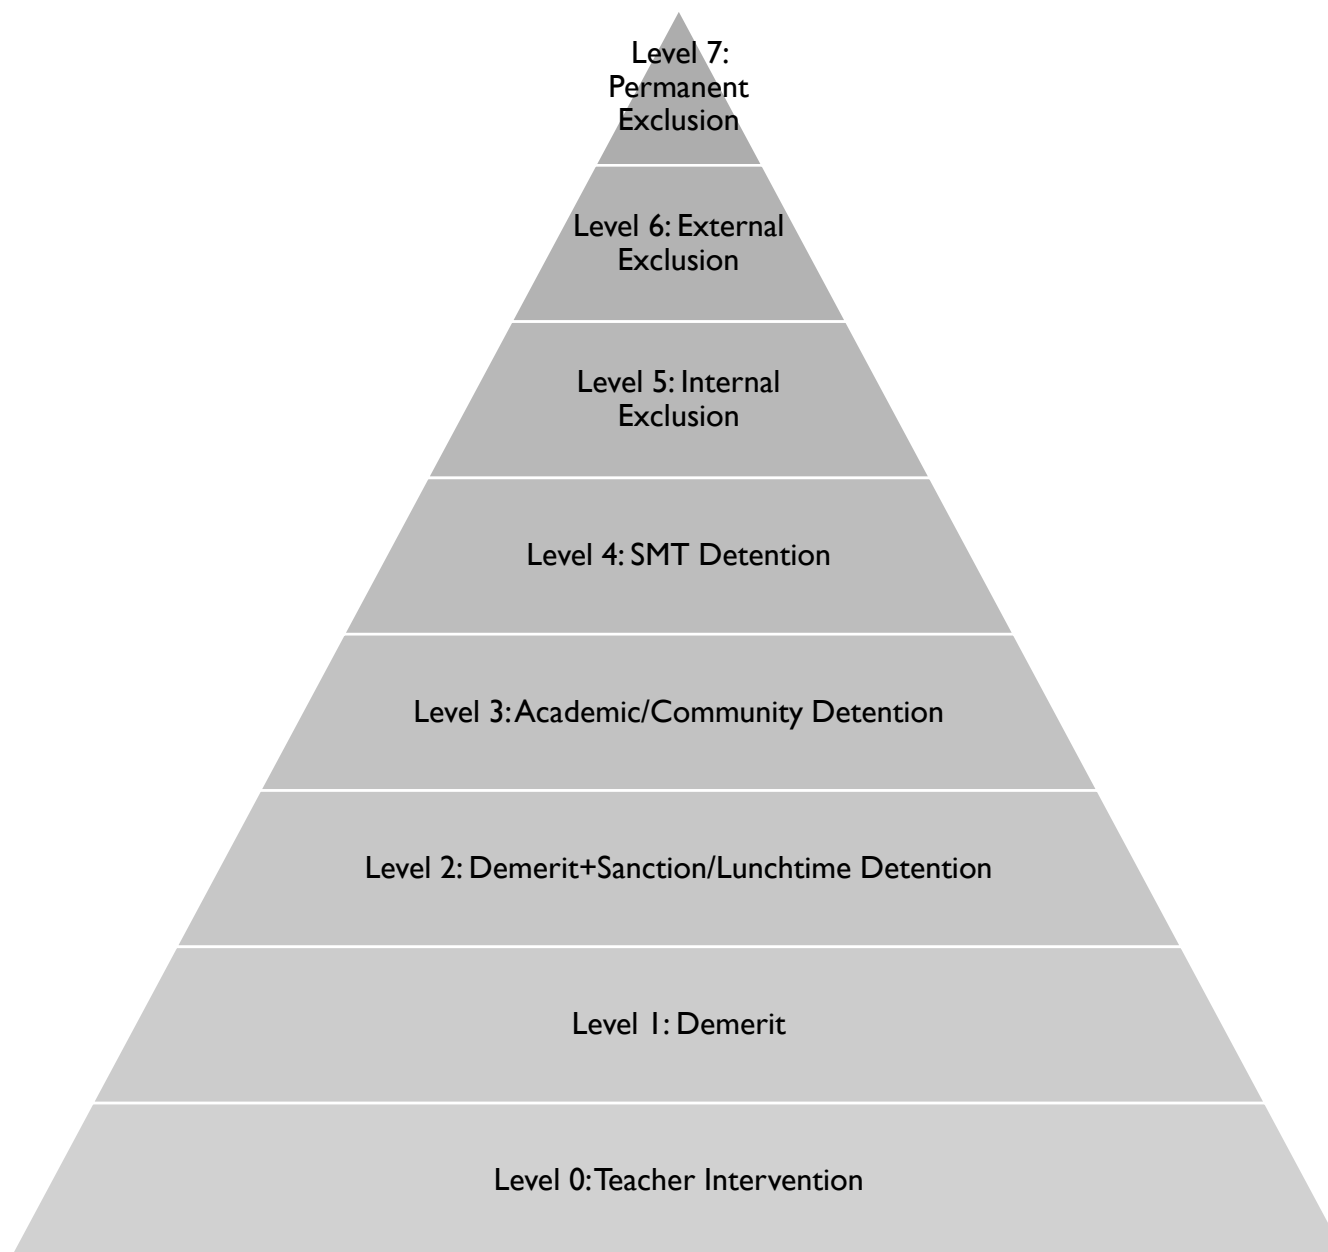 Level 7:
Permanent
Exclusion
Level 6: External
Exclusion
Level 5: Internal
Exclusion
Level 4: SMT Detention
Level 3: Academic/Community Detention
Level 2: Demerit+Sanction/Lunchtime Detention
Level 1: Demerit
Level 0: Teacher Intervention